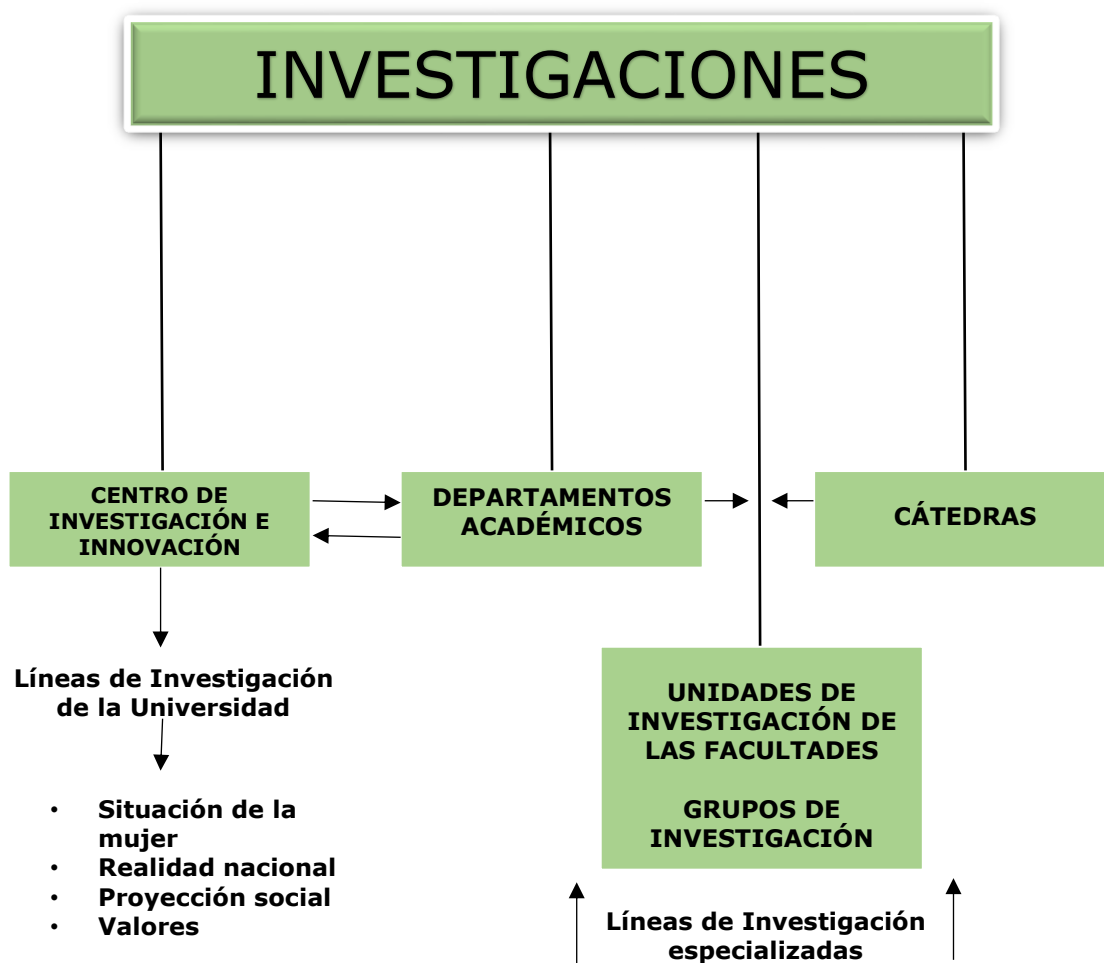 INVESTIGACIONES
CENTRO DE
INVESTIGACIÓN E
INNOVACIÓN
DEPARTAMENTOS
ACADÉMICOS
CÁTEDRAS
Líneas de Investigación
de la Universidad
• Situación de la
mujer
• Realidad nacional
• Proyección social
• Valores
UNIDADES DE
INVESTIGACIÓN DE
LAS FACULTADES
GRUPOS DE
INVESTIGACIÓN
Líneas de Investigación
especializadas